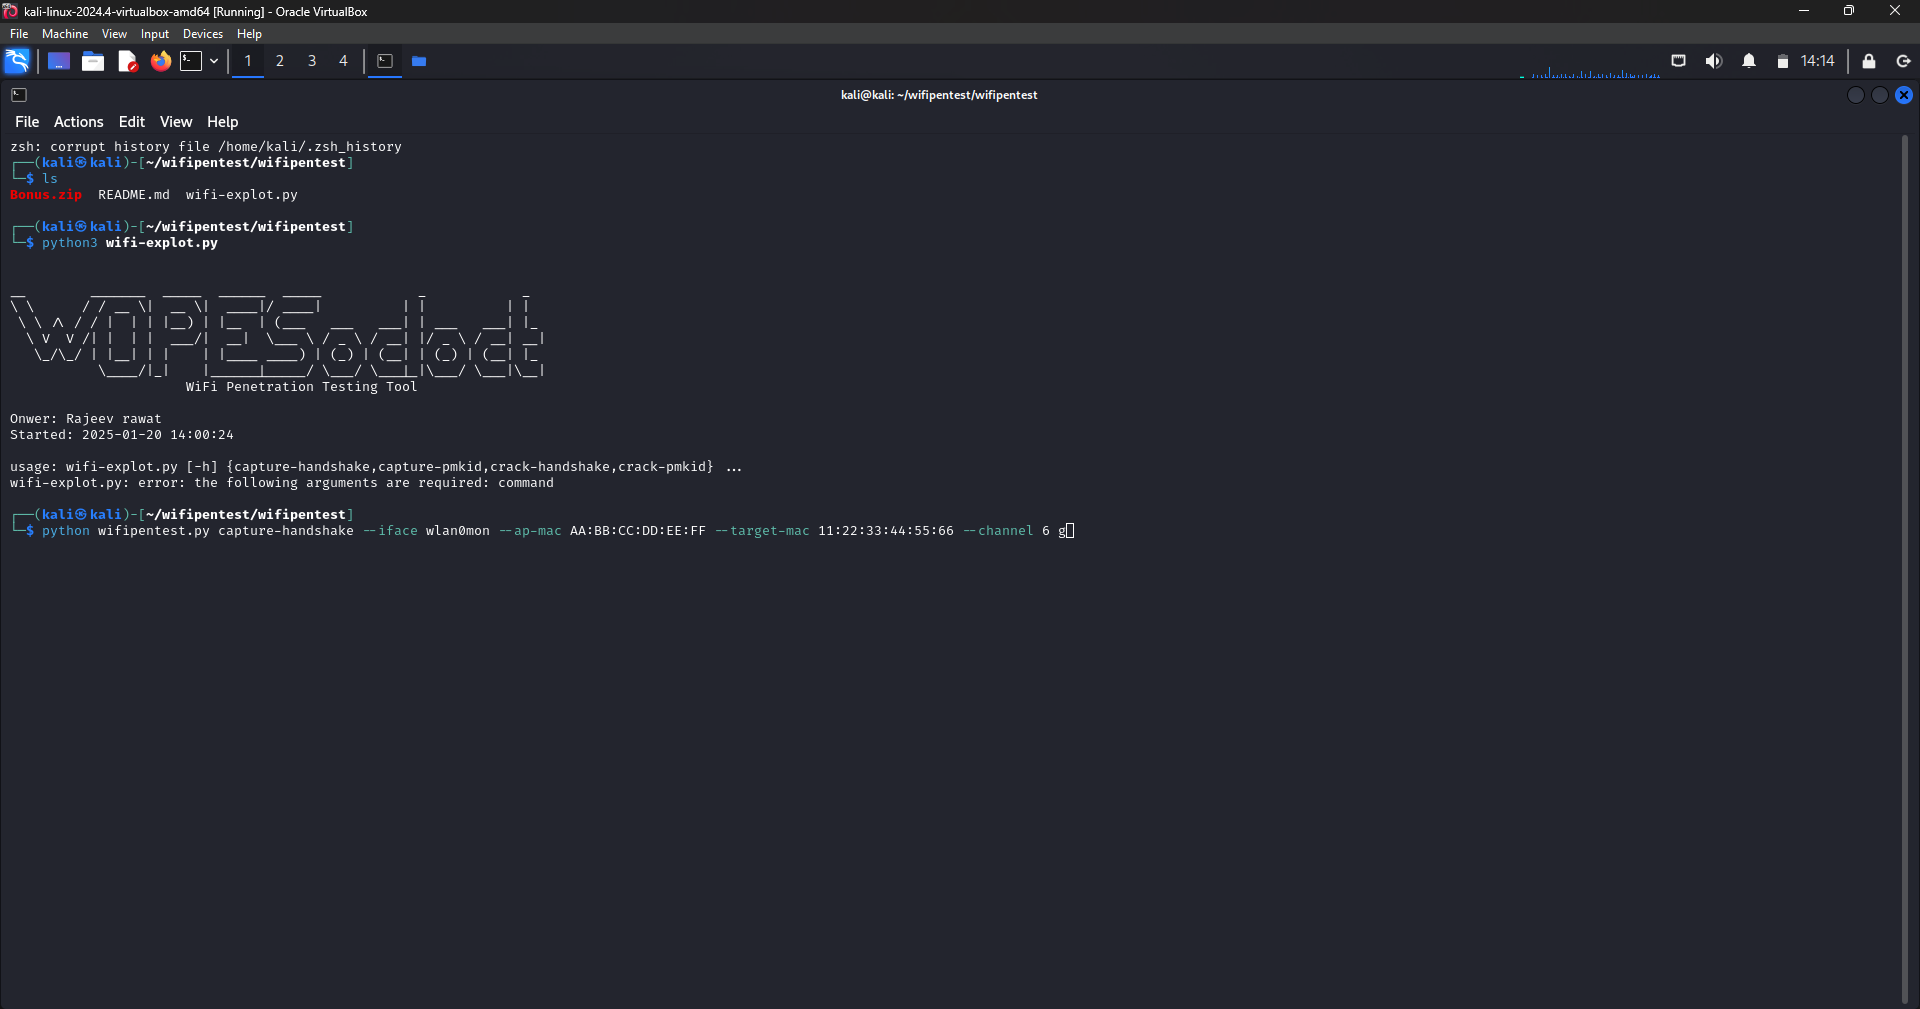 kali-linux-2024.4-virtualbox-amd64 [Running] - Oracle VirtualBox
File Machine View Input Devices Help
1 2 3 4 14:14
kali@kali: ~/wifipentest/wifipentest
File Actions Edit View Help
zsh: corrupt history file /home/kali/.zsh_history
┌──(kali㉿kali)-[~/wifipentest/wifipentest]
└─$ ls
Bonus.zip README.md wifi-explot.py
┌──(kali㉿kali)-[~/wifipentest/wifipentest]
└─$ python3 wifi-explot.py
WiFi Penetration Testing Tool
Onwer: Rajeev rawat
Started: 2025-01-20 14:00:24
usage: wifi-explot.py [-h] {capture-handshake,capture-pmkid,crack-handshake,crack-pmkid} ...
wifi-explot.py: error: the following arguments are required: command
┌──(kali㉿kali)-[~/wifipentest/wifipentest]
└─$ python wifipentest.py capture-handshake --iface wlan0mon --ap-mac AA:BB:CC:DD:EE:FF --target-mac 11:22:33:44:55:66 --channel 6 g